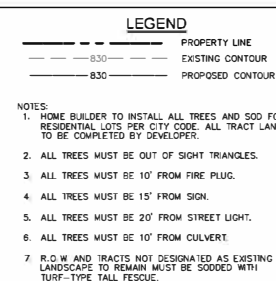 LEGEND
PROPERTY LINE
830 EXISTING CONTOUR
830 PROPOSED CONTOUR
NOTES:
1. HOME BUILDER TO INSTALL ALL TREES AND SOD FO
RESIDENTIAL LOTS PER CITY CODE. ALL TRACT LAN
TO BE COMPLETED BY DEVELOPER.
2. ALL TREES MUST BE OUT OF SIGHT TRIANGLES.
3 ALL TREES MUST BE 10' FROM FIRE PLUG.
4 ALL TREES MUST BE 15' FROM SIGN.
5. ALL TREES MUST BE 20' FROM STREET LIGHT.
6. ALL TREES MUST BE 10' FROM CULVERT
7 R.O W AND TRACTS NOT DESIGNATED AS EXISTING
LANDSCAPE TO REMAIN MUST BE SODDED WITH
TURF-TYPE TALL FESCUE.